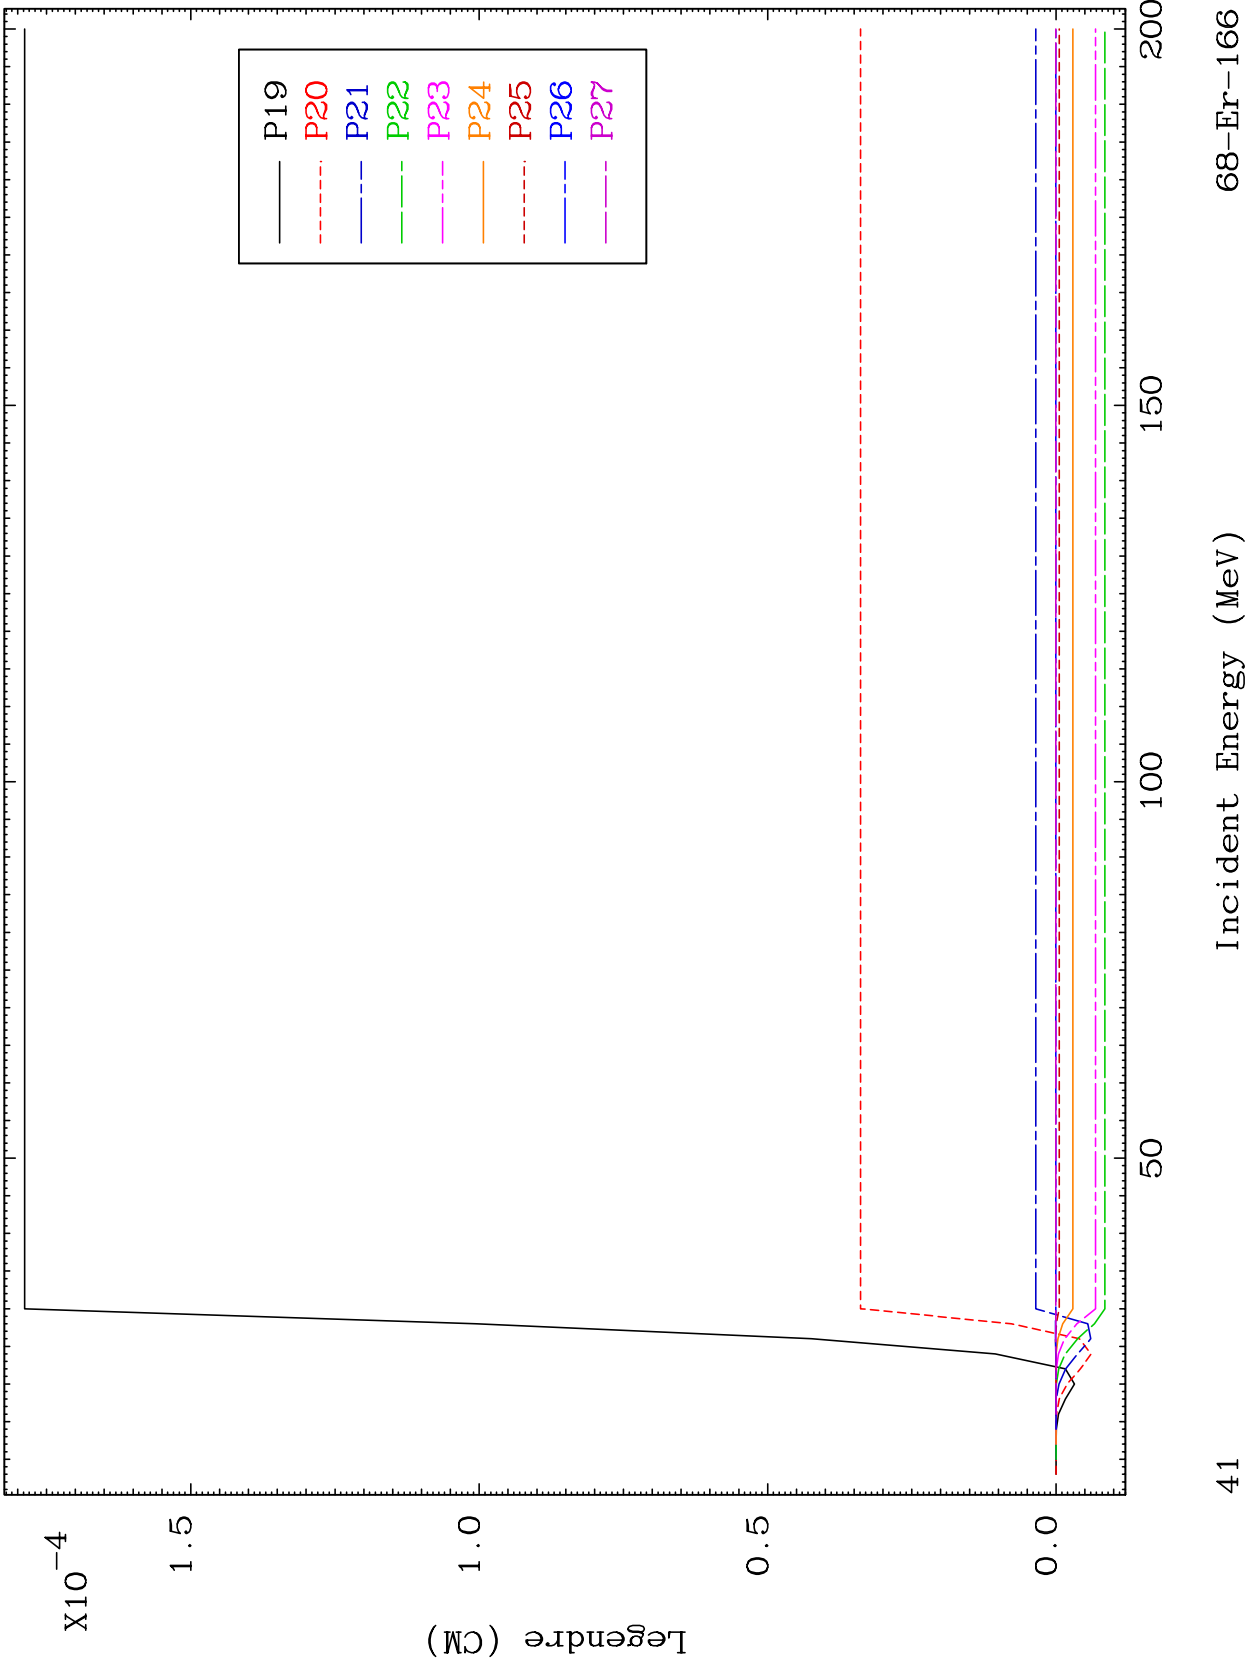 X10-4
1.5
1.0
0.5
0.0
Legendre (CM)
P19
P20
P21
P22
P23
P24
P25
P26
P27
50
100
150
200
Incident Energy (MeV)
41
68-Er-166